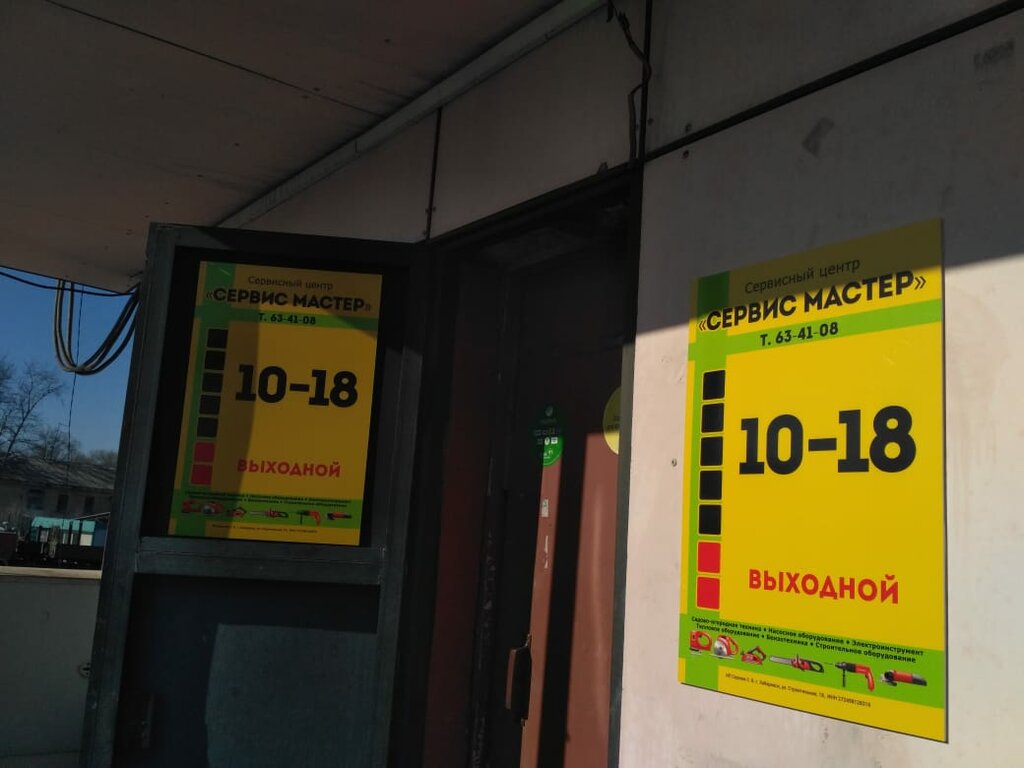 Сервисный центр
«СЕРВИС МАСТЕР»
Т. 63-41-08
10-18
ВЫХОДНОЙ
Сервисный центр
«СЕРВИС МАСТЕР»
Т. 63-41-08
10-18
ВЫХОДНОЙ
Садово-огородная техника • Насосное оборудование • Электроинструмент
Тепловое оборудование • Бензотехника • Строительное оборудование